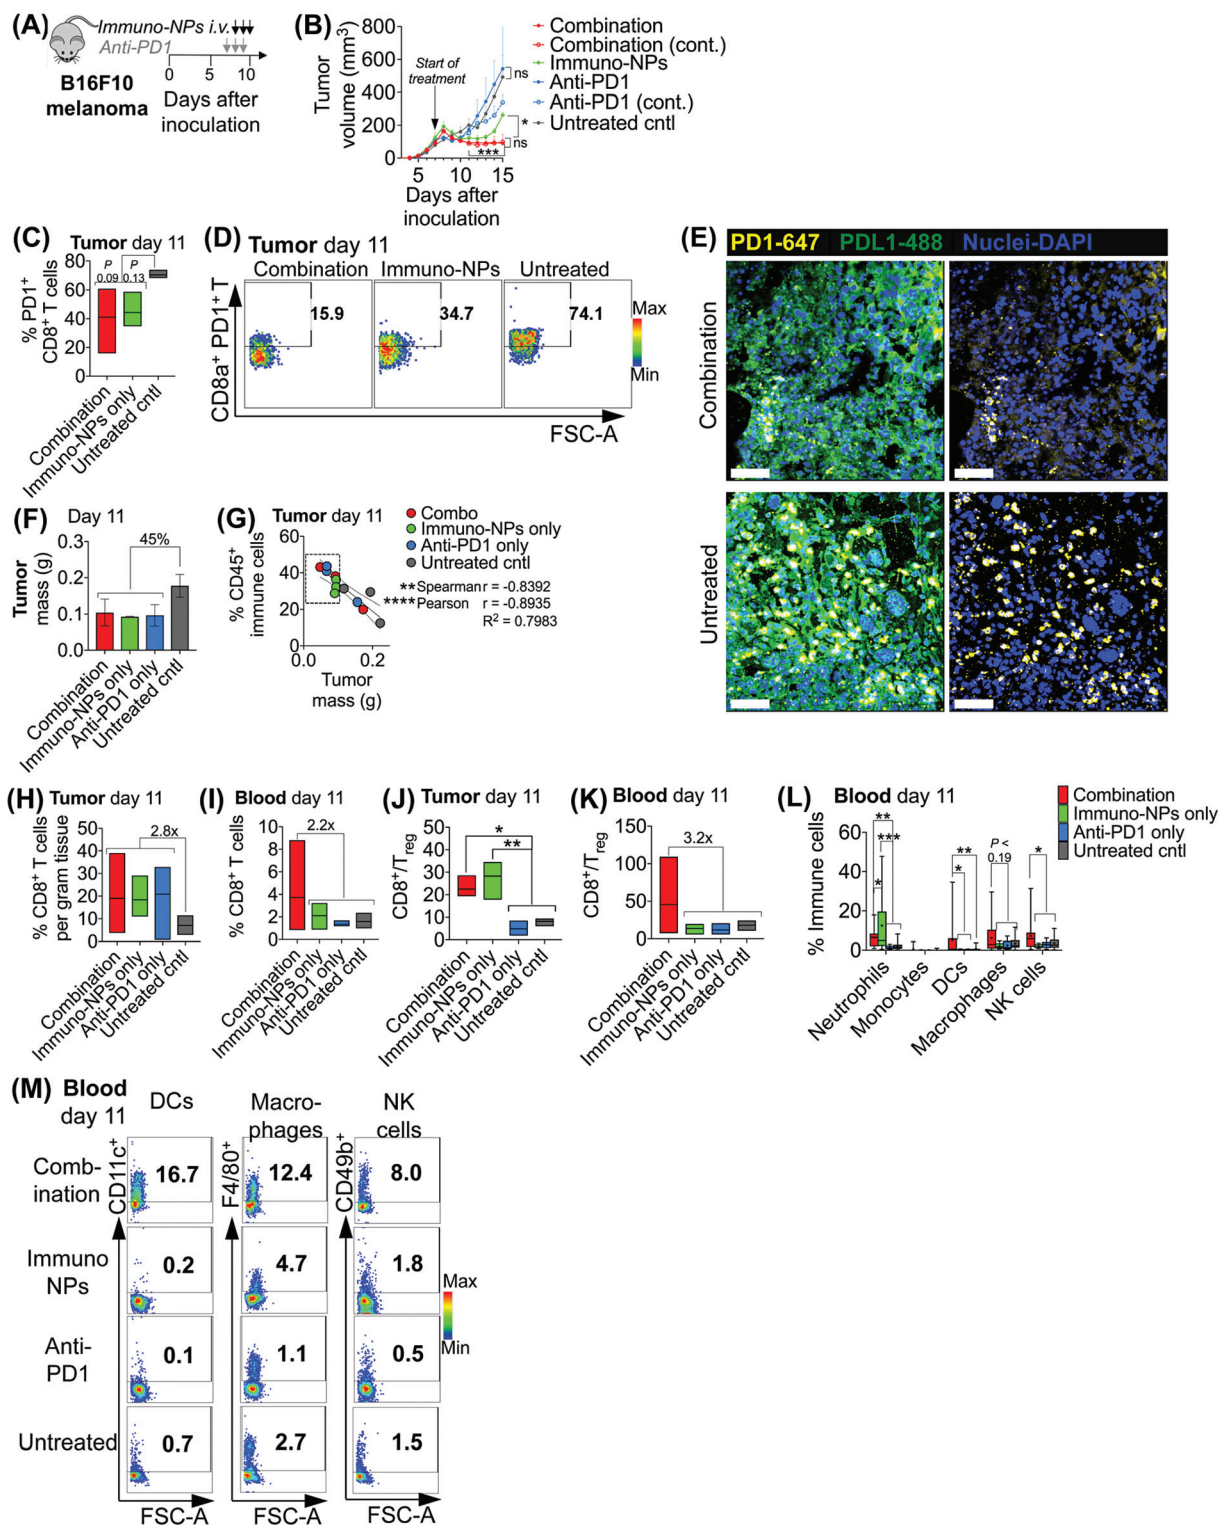 (A)
Immuno-NPs i.v.
Anti-PD1
B16F10
melanoma
0 5 10
Days after
inoculation
(B)
Tumor
volume (mm³)
800
600
400
200
0
5 10 15
Days after
inoculation
Start of
treatment
ns
*
ns
***
Combination
Combination (cont.)
Immuno-NPs
Anti-PD1
Anti-PD1 (cont.)
Untreated cntl
(C) Tumor day 11
% PD1⁺
CD8⁺ T cells
80
60
40
20
0
P
0.09
P
0.13
Combination
Immuno-NPs only
Untreated cntl
(D) Tumor day 11
Combination Immuno-NPs Untreated
15.9 34.7 74.1
CD8a⁺ PD1⁺ T
FSC-A
Max
Min
(E)
PD1-647 PDL1-488 Nuclei-DAPI
Combination
Untreated
(F) Day 11
Tumor
mass (g)
0.3
0.2
0.1
0.0
45%
Combination
Immuno-NPs only
Anti-PD1 only
Untreated cntl
(G) Tumor day 11
% CD45⁺
immune cells
60
40
20
0
0.0 0.1 0.2
Tumor
mass (g)
Combo
Immuno-NPs only
Anti-PD1 only
Untreated cntl
**Spearman r = -0.8392
****Pearson r = -0.8935
R² = 0.7983
(H) Tumor day 11
% CD8⁺ T cells
per gram tissue
50
40
30
20
10
0
2.8x
Combination
Immuno-NPs only
Anti-PD1 only
Untreated cntl
(I) Blood day 11
% CD8⁺ T cells
10
8
6
4
2
0
2.2x
Combination
Immuno-NPs only
Anti-PD1 only
Untreated cntl
(J) Tumor day 11
CD8⁺/Treg
50
40
30
20
10
0
*
**
Combination
Immuno-NPs only
Anti-PD1 only
Untreated cntl
(K) Blood day 11
CD8⁺/Treg
150
100
50
0
3.2x
Combination
Immuno-NPs only
Anti-PD1 only
Untreated cntl
(L) Blood day 11
% Immune cells
60
40
20
0
**
***
*
**
*
P <
0.19
*
Neutrophils
Monocytes
DCs
Macrophages
NK cells
Combination
Immuno-NPs only
Anti-PD1 only
Untreated cntl
(M) Blood
day 11
DCs
Macro-
phages
NK
cells
CD11c⁺
F4/80⁺
CD49b⁺
Comb-
ination
16.7 12.4 8.0
Immuno
NPs
0.2 4.7 1.8
Anti-
PD1
0.1 1.1 0.5
Untreated
0.7 2.7 1.5
Max
Min
FSC-A FSC-A FSC-A